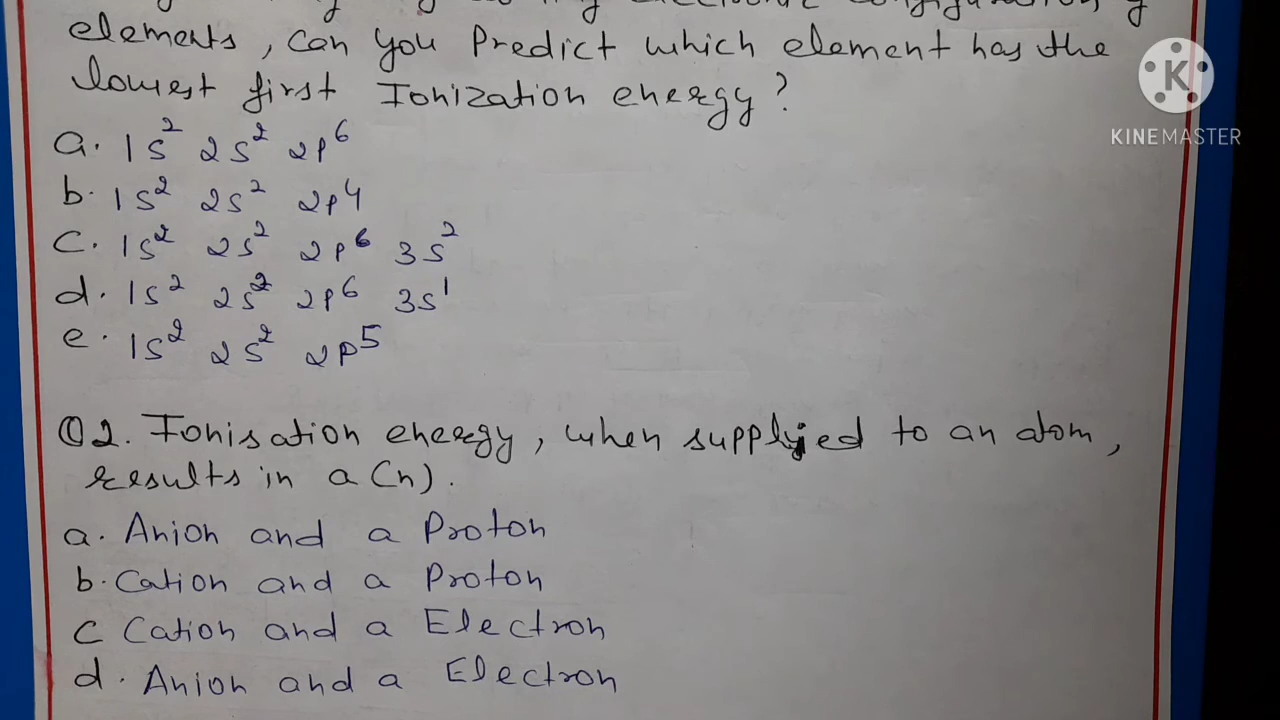 elements, can you Predict which element has the
lowest first Ionization energy?
a. 1s² 2s² 2p⁶
b. 1s² 2s² 2p⁴
c. 1s² 2s² 2p⁶ 3s²
d. 1s² 2s² 2p⁶ 3s¹
e. 1s² 2s² 2p⁵
Q2. Ionisation energy, when supplyied to an atom,
results in a (n).
a. Anion and a Proton
b. Cation and a Proton
c Cation and a Electron
d. Anion and a Electron
K
KINEMASTER